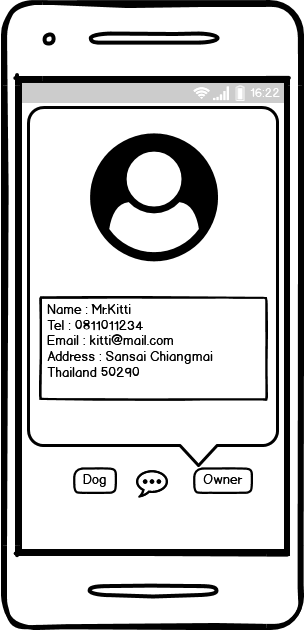 16:22
Name : Mr.Kitti
Tel : 0811011234
Email : kitti@mail.com
Address : Sansai Chiangmai
Thailand 50290
Dog
Owner